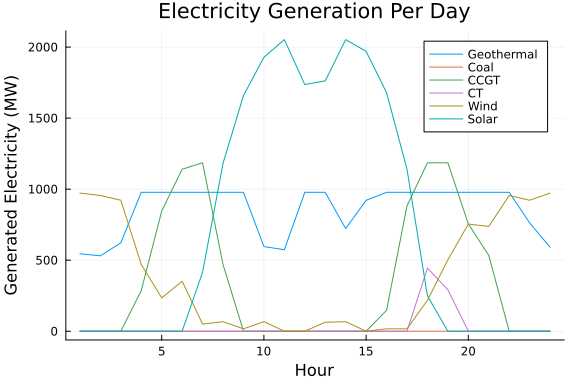 Electricity Generation Per Day
Generated Electricity (MW)
2000
1500
1000
500
0
5
10
15
20
Hour
Geothermal
Coal
CCGT
CT
Wind
Solar